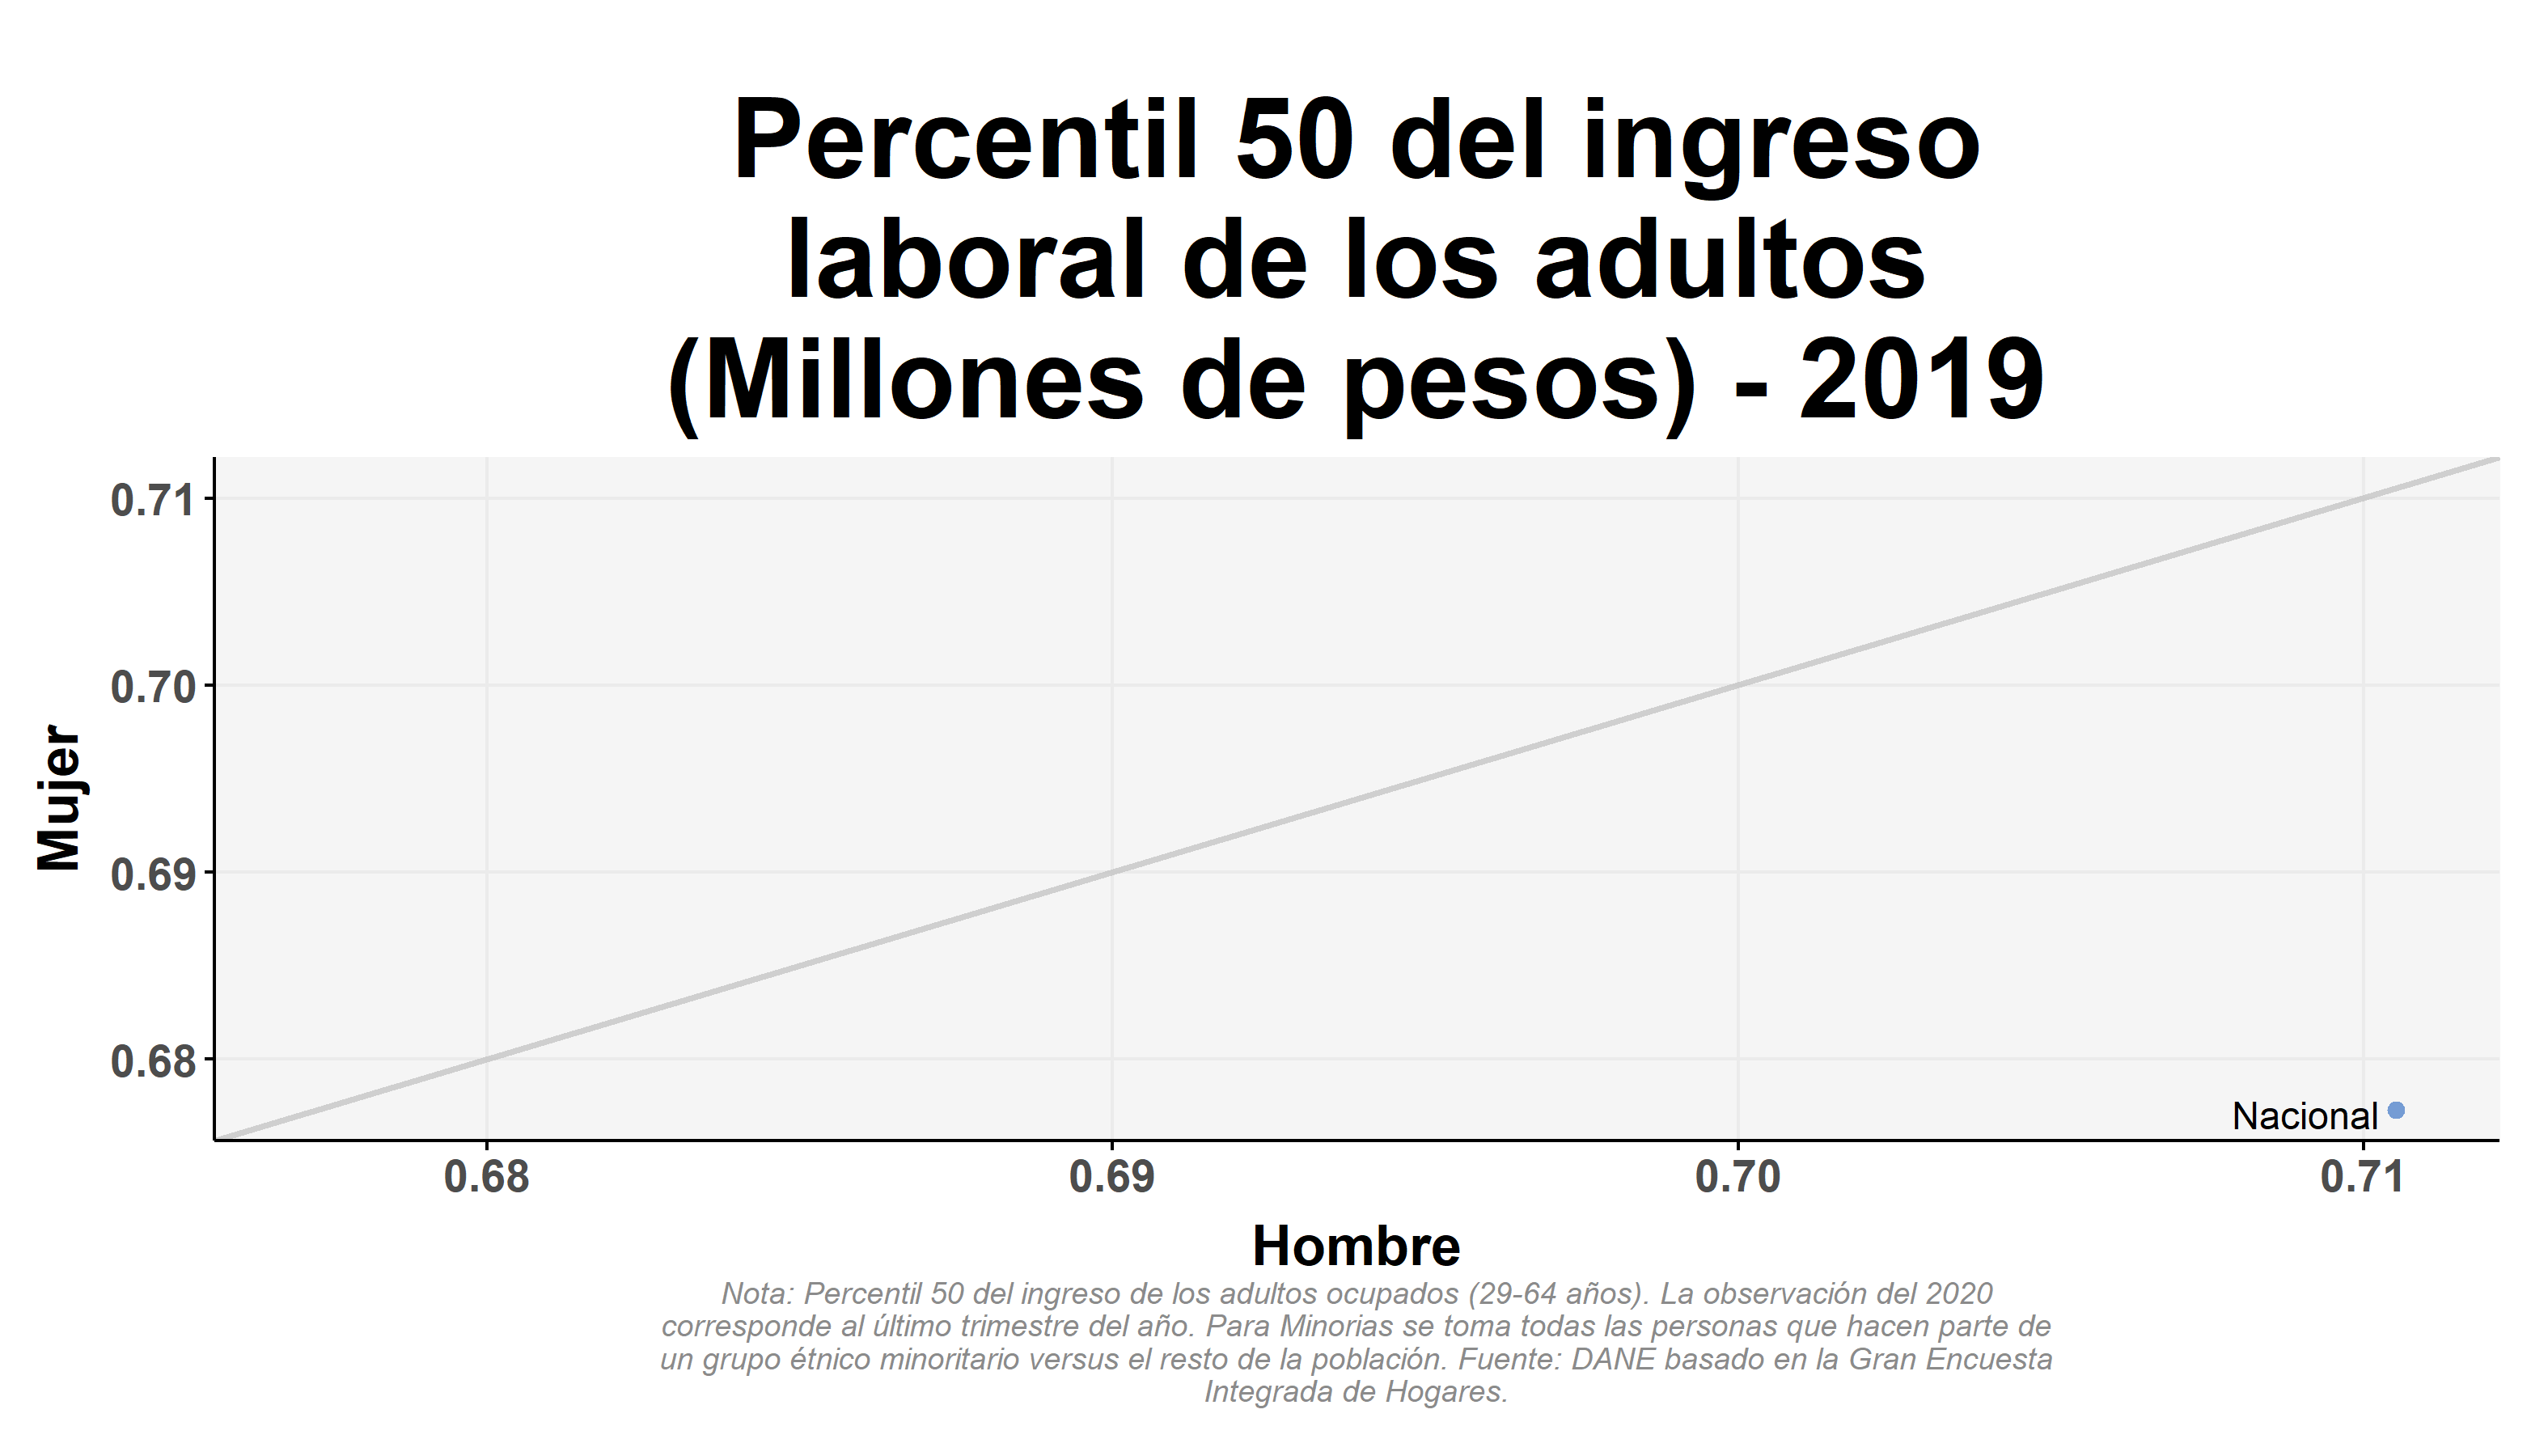 Percentil 50 del ingreso
laboral de los adultos
(Millones de pesos) - 2019
0.71
0.70
0.69
0.68
Mujer
Nacional
0.68
0.69
0.70
0.71
Hombre
Nota: Percentil 50 del ingreso de los adultos ocupados (29-64 años). La observación del 2020
corresponde al último trimestre del año. Para Minorias se toma todas las personas que hacen parte de
un grupo étnico minoritario versus el resto de la población. Fuente: DANE basado en la Gran Encuesta
Integrada de Hogares.